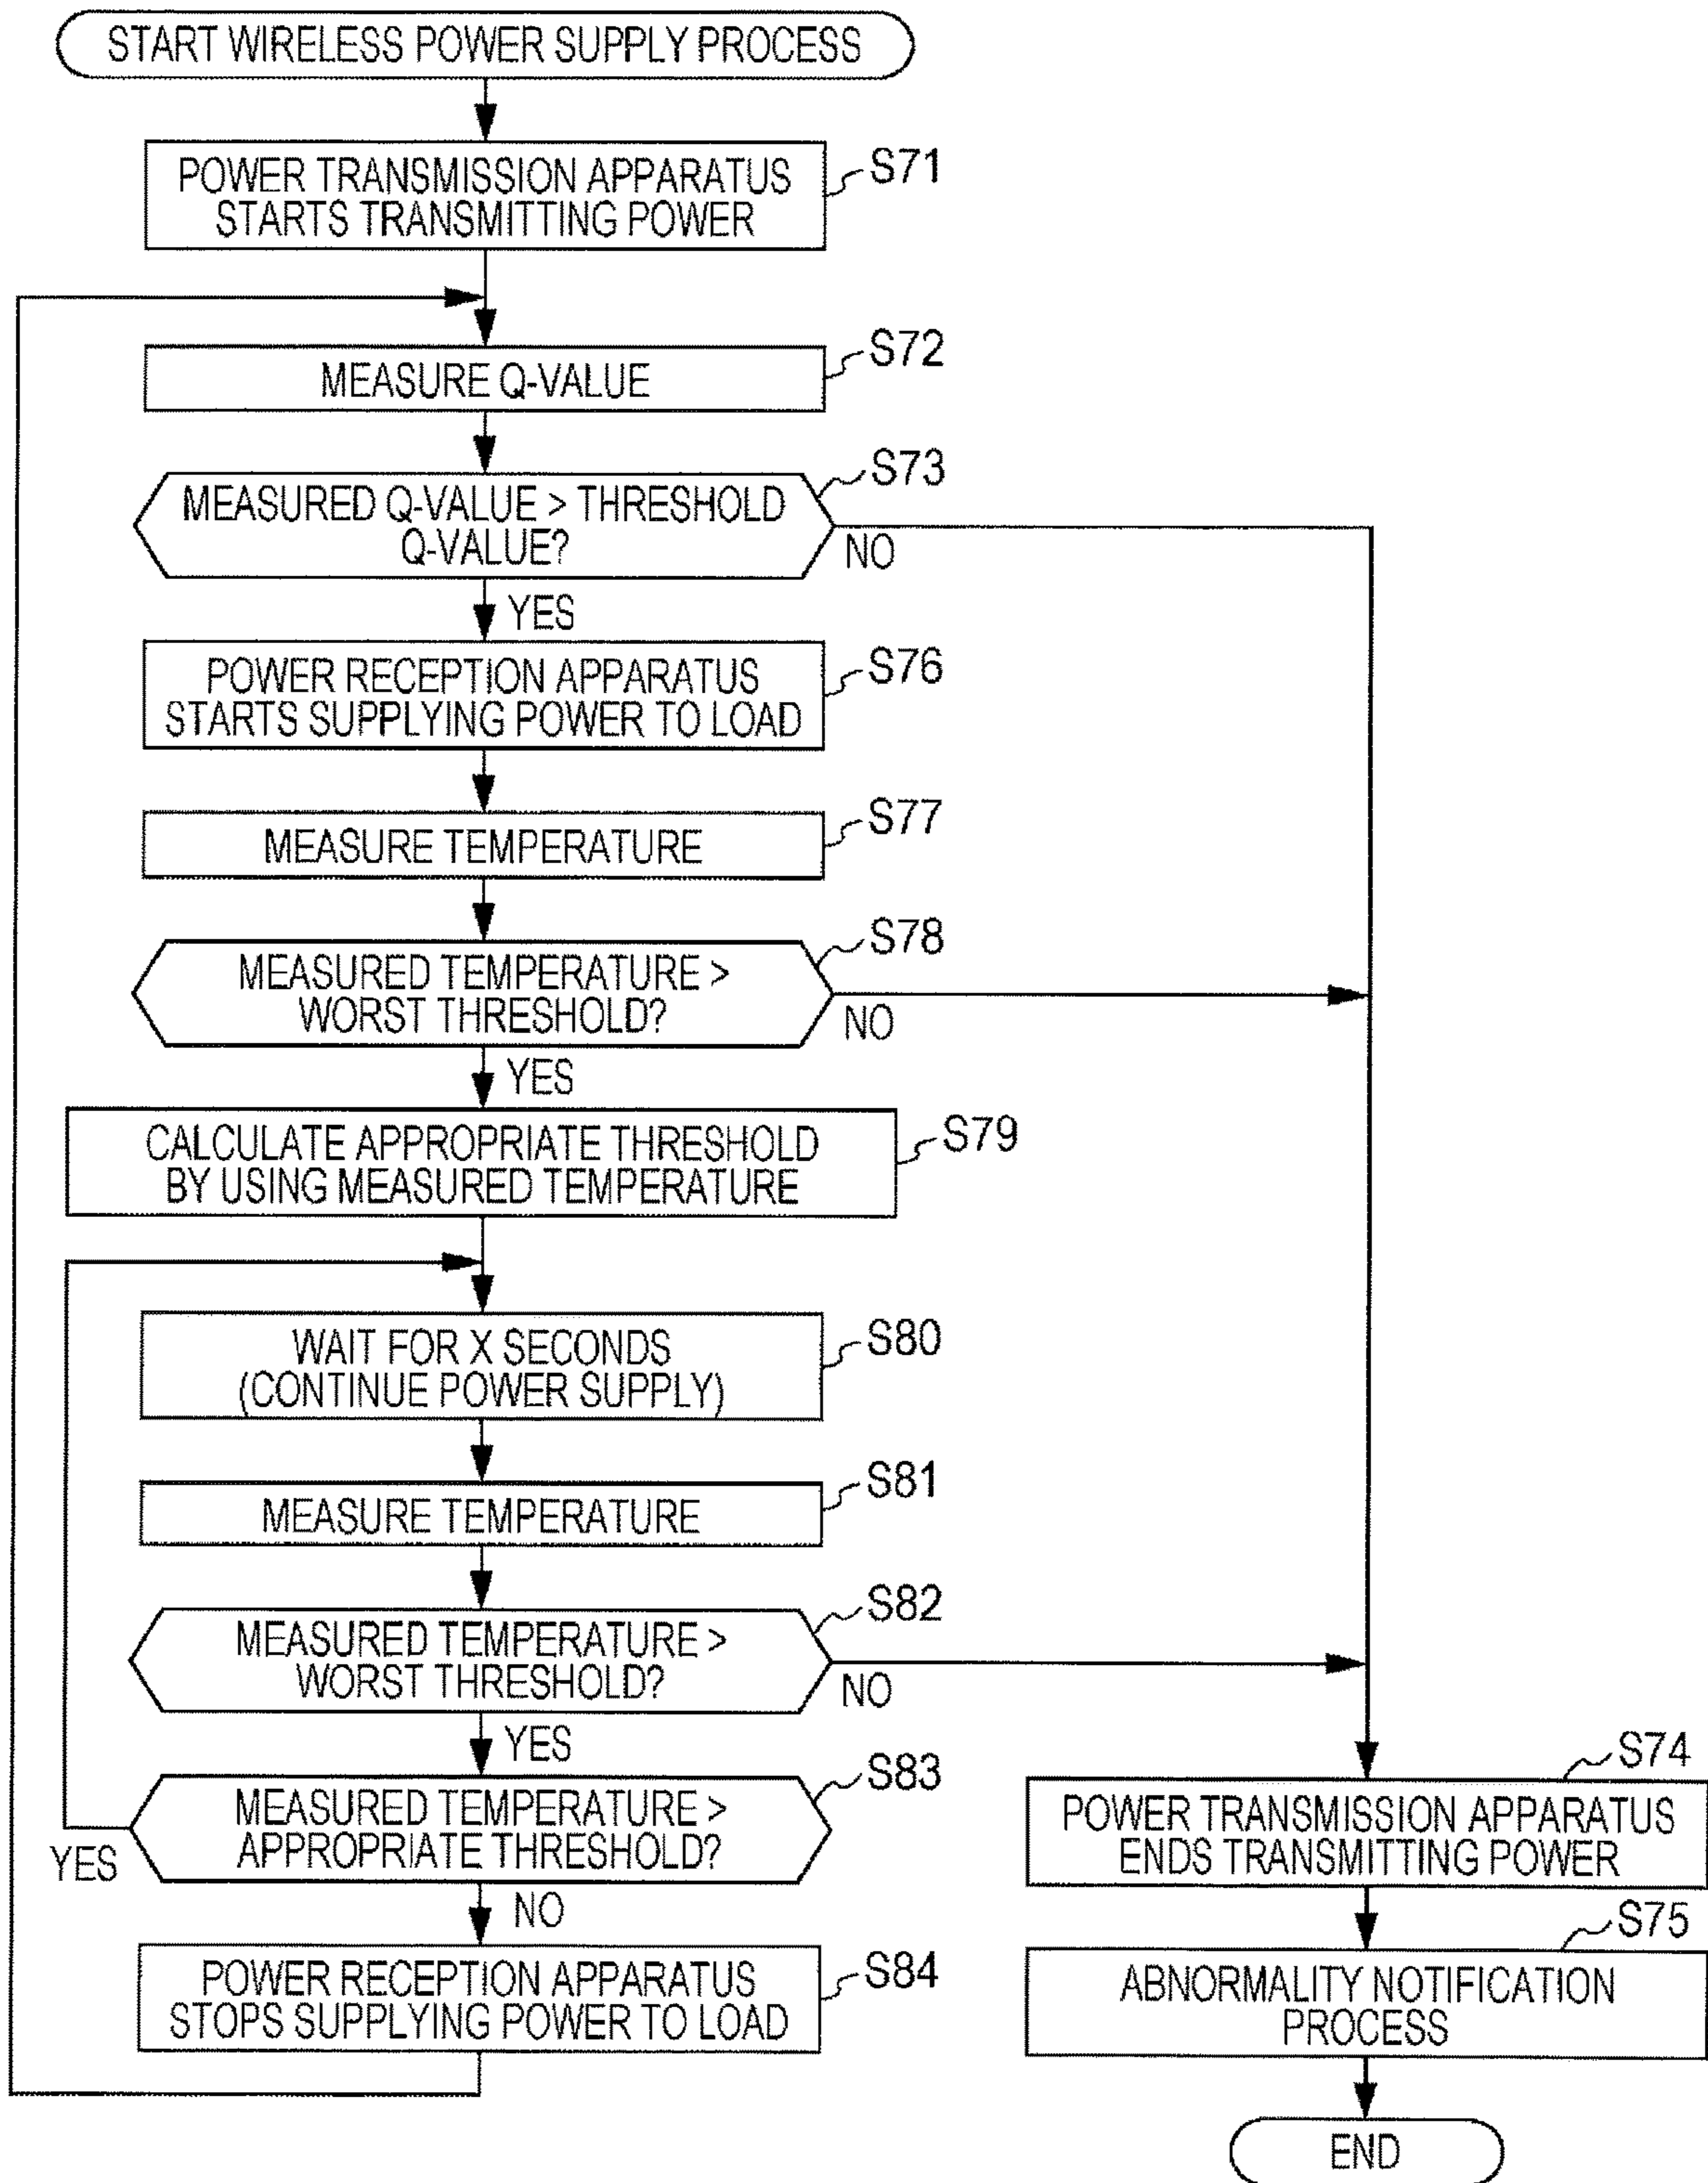 START WIRELESS POWER SUPPLY PROCESS
POWER TRANSMISSION APPARATUS
STARTS TRANSMITTING POWER
S71
MEASURE Q-VALUE
S72
MEASURED Q-VALUE > THRESHOLD
Q-VALUE?
S73
NO
YES
POWER RECEPTION APPARATUS
STARTS SUPPLYING POWER TO LOAD
S76
MEASURE TEMPERATURE
S77
MEASURED TEMPERATURE >
WORST THRESHOLD?
S78
NO
YES
CALCULATE APPROPRIATE THRESHOLD
BY USING MEASURED TEMPERATURE
S79
WAIT FOR X SECONDS
(CONTINUE POWER SUPPLY)
S80
MEASURE TEMPERATURE
S81
MEASURED TEMPERATURE >
WORST THRESHOLD?
S82
NO
YES
MEASURED TEMPERATURE >
APPROPRIATE THRESHOLD?
S83
YES
NO
POWER RECEPTION APPARATUS
STOPS SUPPLYING POWER TO LOAD
S84
POWER TRANSMISSION APPARATUS
ENDS TRANSMITTING POWER
S74
ABNORMALITY NOTIFICATION
PROCESS
S75
END